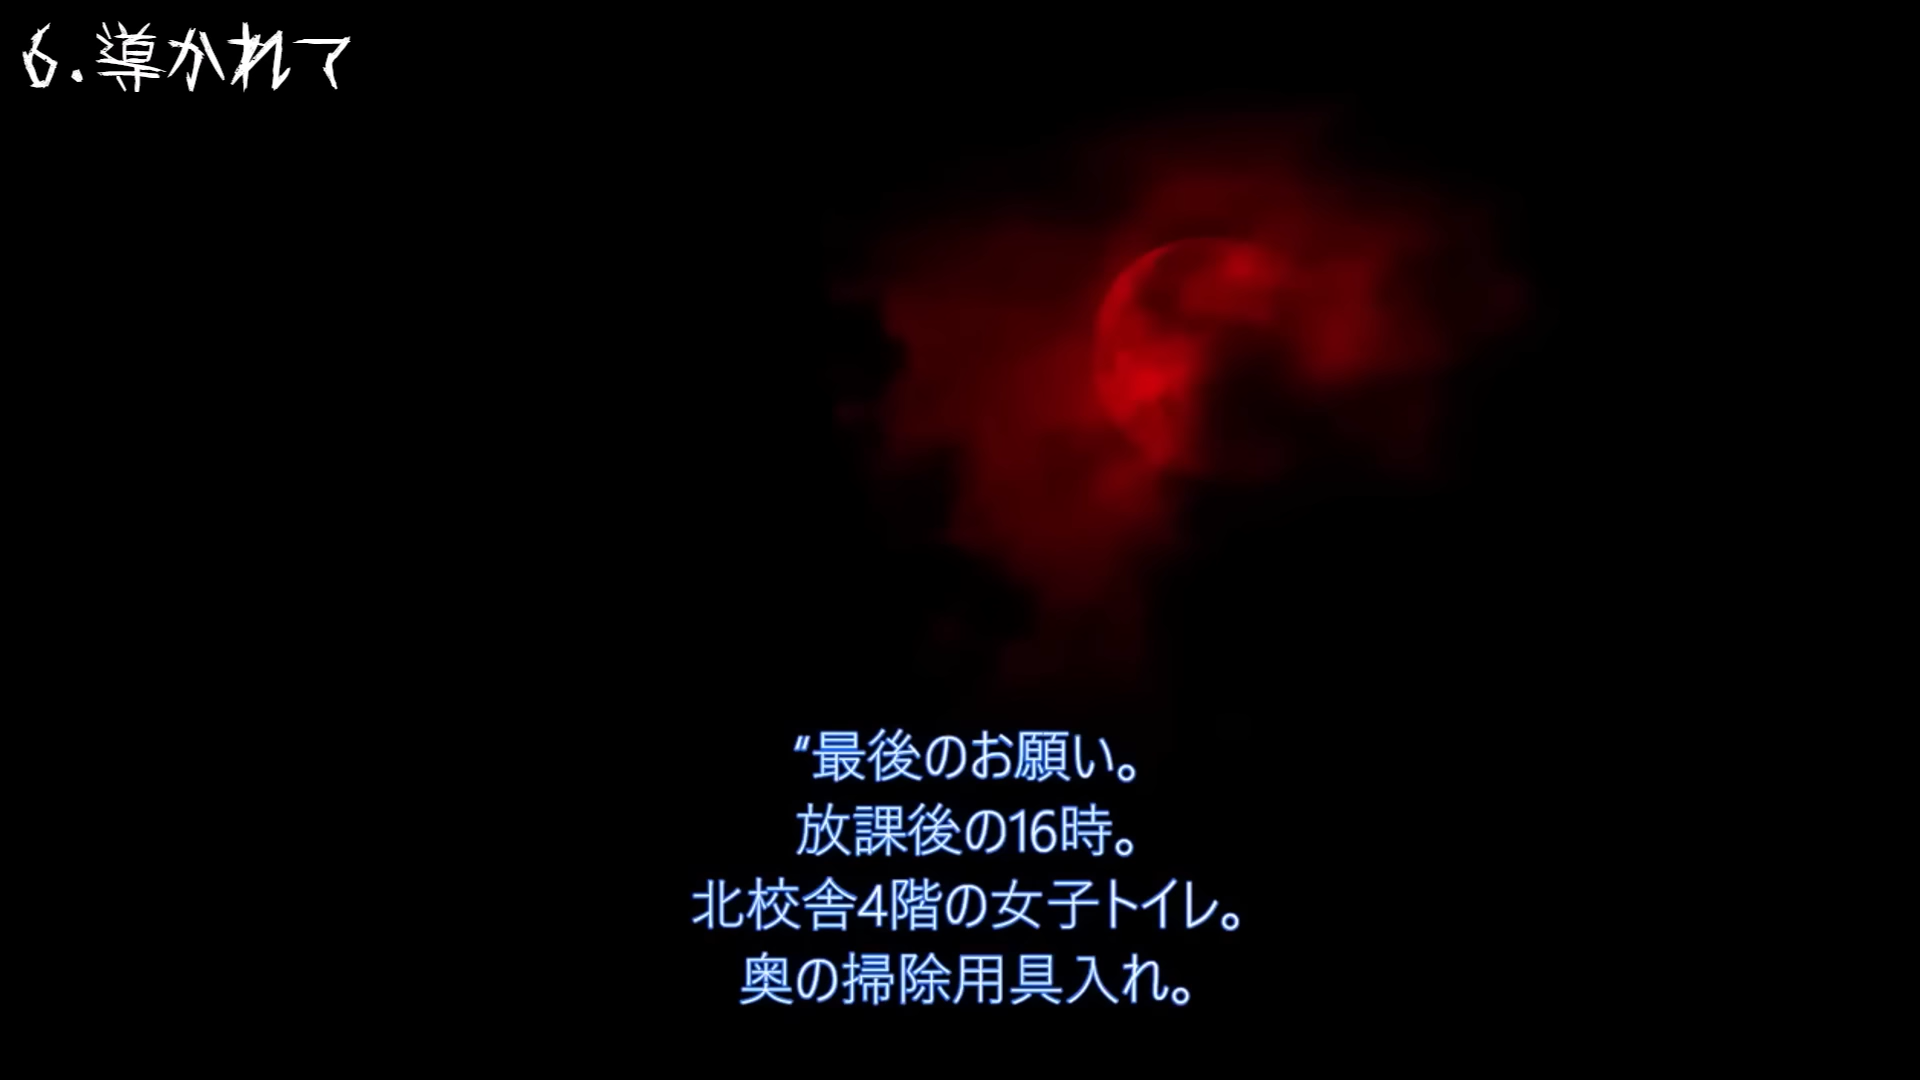 6.導かれて
“最後のお願い。
放課後の16時。
北校舎4階の女子トイレ。
奥の掃除用具入れ。